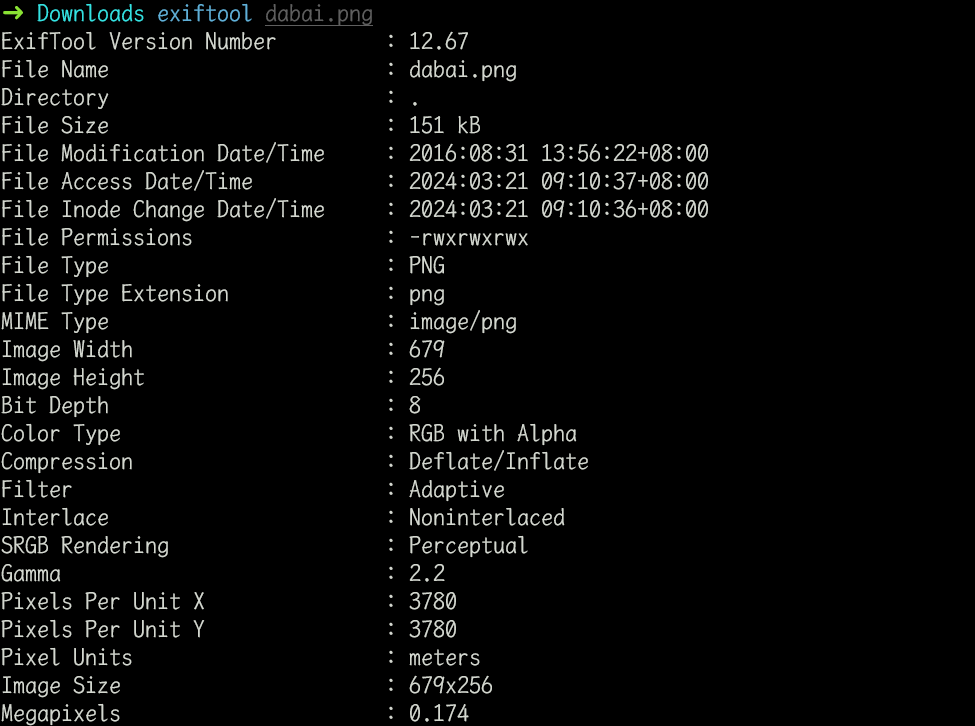 ➜ Downloads exiftool dabai.png
ExifTool Version Number : 12.67
File Name : dabai.png
Directory : .
File Size : 151 kB
File Modification Date/Time : 2016:08:31 13:56:22+08:00
File Access Date/Time : 2024:03:21 09:10:37+08:00
File Inode Change Date/Time : 2024:03:21 09:10:36+08:00
File Permissions : -rwxrwxrwx
File Type : PNG
File Type Extension : png
MIME Type : image/png
Image Width : 679
Image Height : 256
Bit Depth : 8
Color Type : RGB with Alpha
Compression : Deflate/Inflate
Filter : Adaptive
Interlace : Noninterlaced
SRGB Rendering : Perceptual
Gamma : 2.2
Pixels Per Unit X : 3780
Pixels Per Unit Y : 3780
Pixel Units : meters
Image Size : 679x256
Megapixels : 0.174